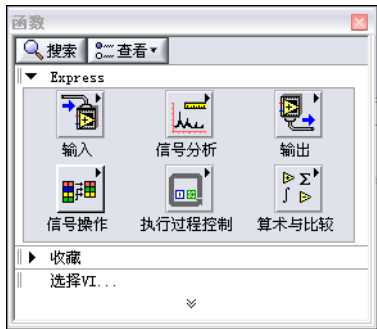 函数
搜索 查看
Express
输入 信号分析 输出
信号操作 执行过程控制 算术与比较
收藏
选择VI...